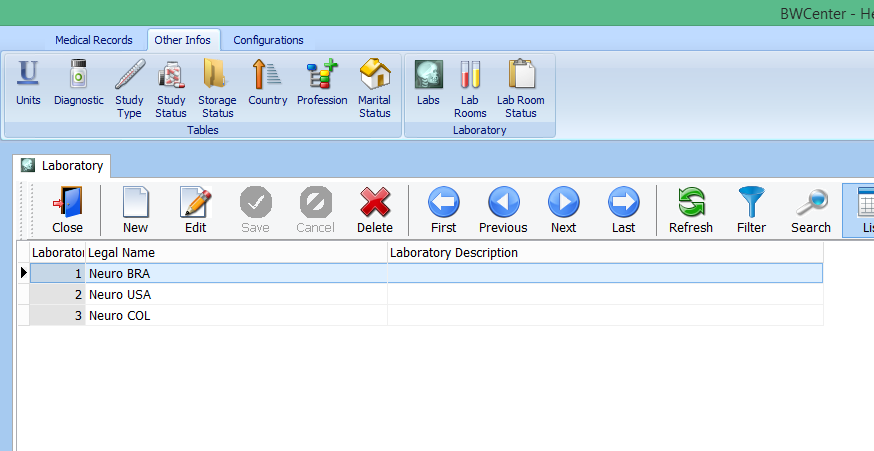 BWCenter - He
Medical Records Other Infos Configurations
Units Diagnostic Study Type Study Status Storage Status Country Profession Marital Status Labs Lab Rooms Lab Room Status
Tables Laboratory
Laboratory
Close New Edit Save Cancel Delete First Previous Next Last Refresh Filter Search Lis
Laborator Legal Name Laboratory Description
1 Neuro BRA
2 Neuro USA
3 Neuro COL